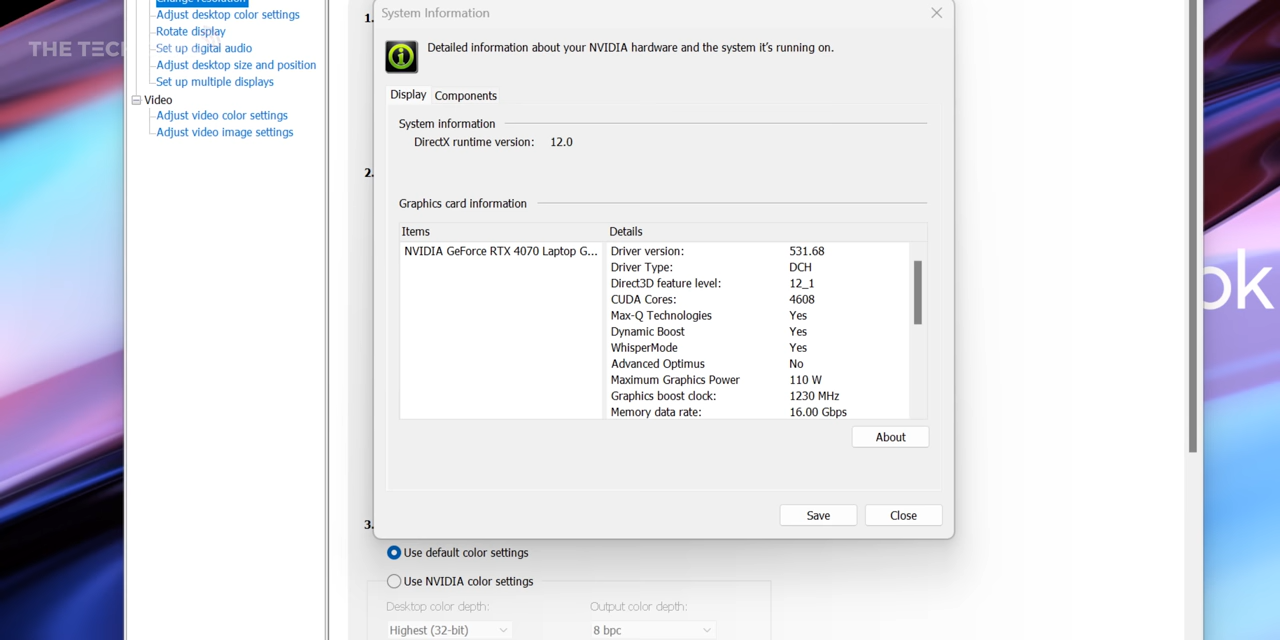 Change resolution
Adjust desktop color settings
Rotate display
Set up digital audio
Adjust desktop size and position
Set up multiple displays
Video
Adjust video color settings
Adjust video image settings
THE TEC
1.
2.
3.
System Information
Detailed information about your NVIDIA hardware and the system it's running on.
Display Components
System information
DirectX runtime version: 12.0
Graphics card information
Items Details
NVIDIA GeForce RTX 4070 Laptop G... Driver version: 531.68
Driver Type: DCH
Direct3D feature level: 12_1
CUDA Cores: 4608
Max-Q Technologies Yes
Dynamic Boost Yes
WhisperMode Yes
Advanced Optimus No
Maximum Graphics Power 110 W
Graphics boost clock: 1230 MHz
Memory data rate: 16.00 Gbps
About
Save Close
Use default color settings
Use NVIDIA color settings
Desktop color depth: Output color depth:
Highest (32-bit) 8 bpc
ok